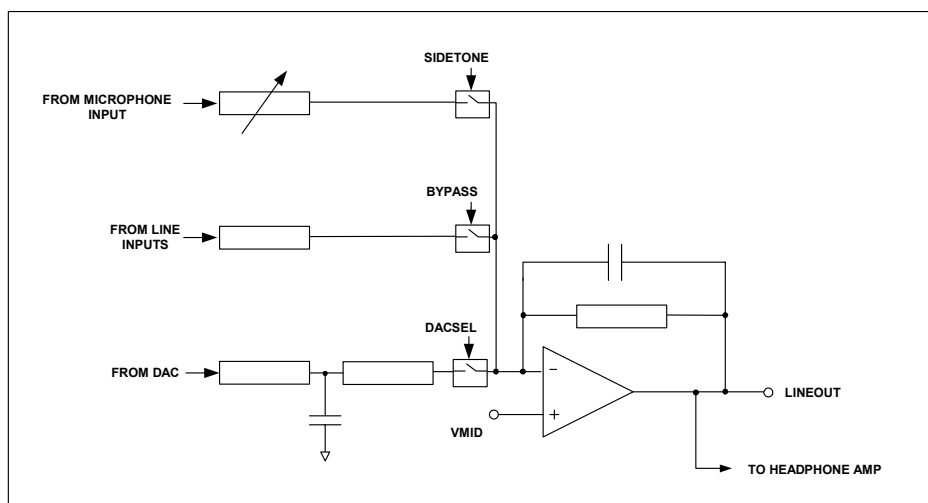 SIDETONE
FROM MICROPHONE
INPUT
BYPASS
FROM LINE
INPUTS
DACSEL
FROM DAC
−
+
VMID
LINEOUT
TO HEADPHONE AMP